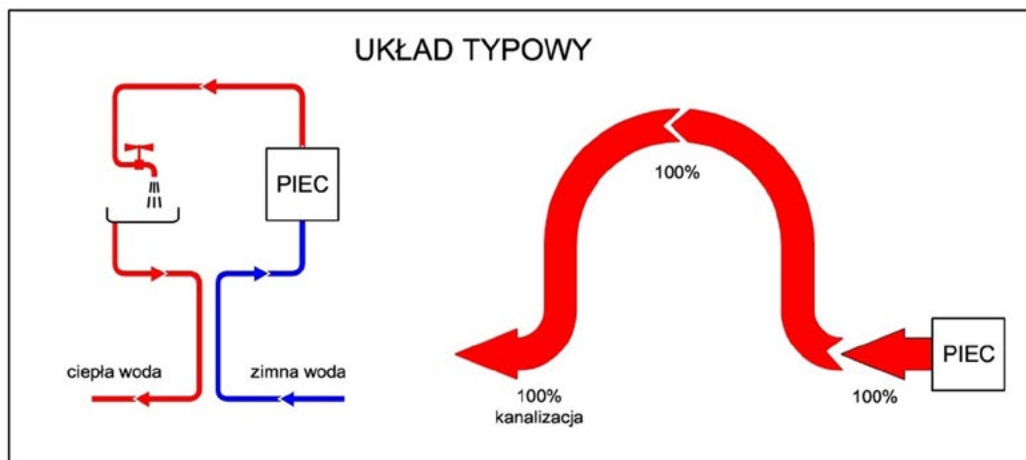 UKŁAD TYPOWY
PIEC
ciepła woda
zimna woda
100%
100%
kanalizacja
100%
PIEC